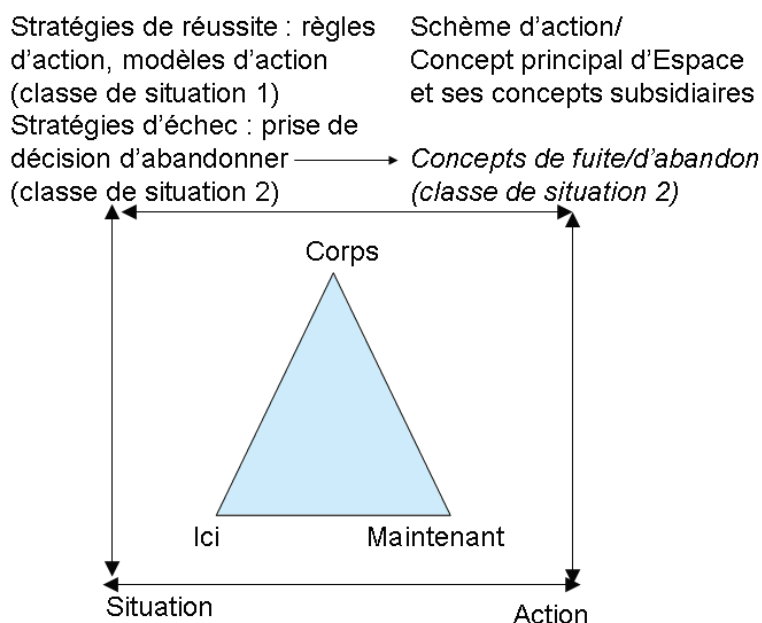 Stratégies de réussite : règles
d'action, modèles d'action
(classe de situation 1)
Stratégies d'échec : prise de
décision d'abandonner
(classe de situation 2)
Schème d'action/
Concept principal d'Espace
et ses concepts subsidiaires
Concepts de fuite/d'abandon
(classe de situation 2)
Corps
Ici
Maintenant
Situation
Action